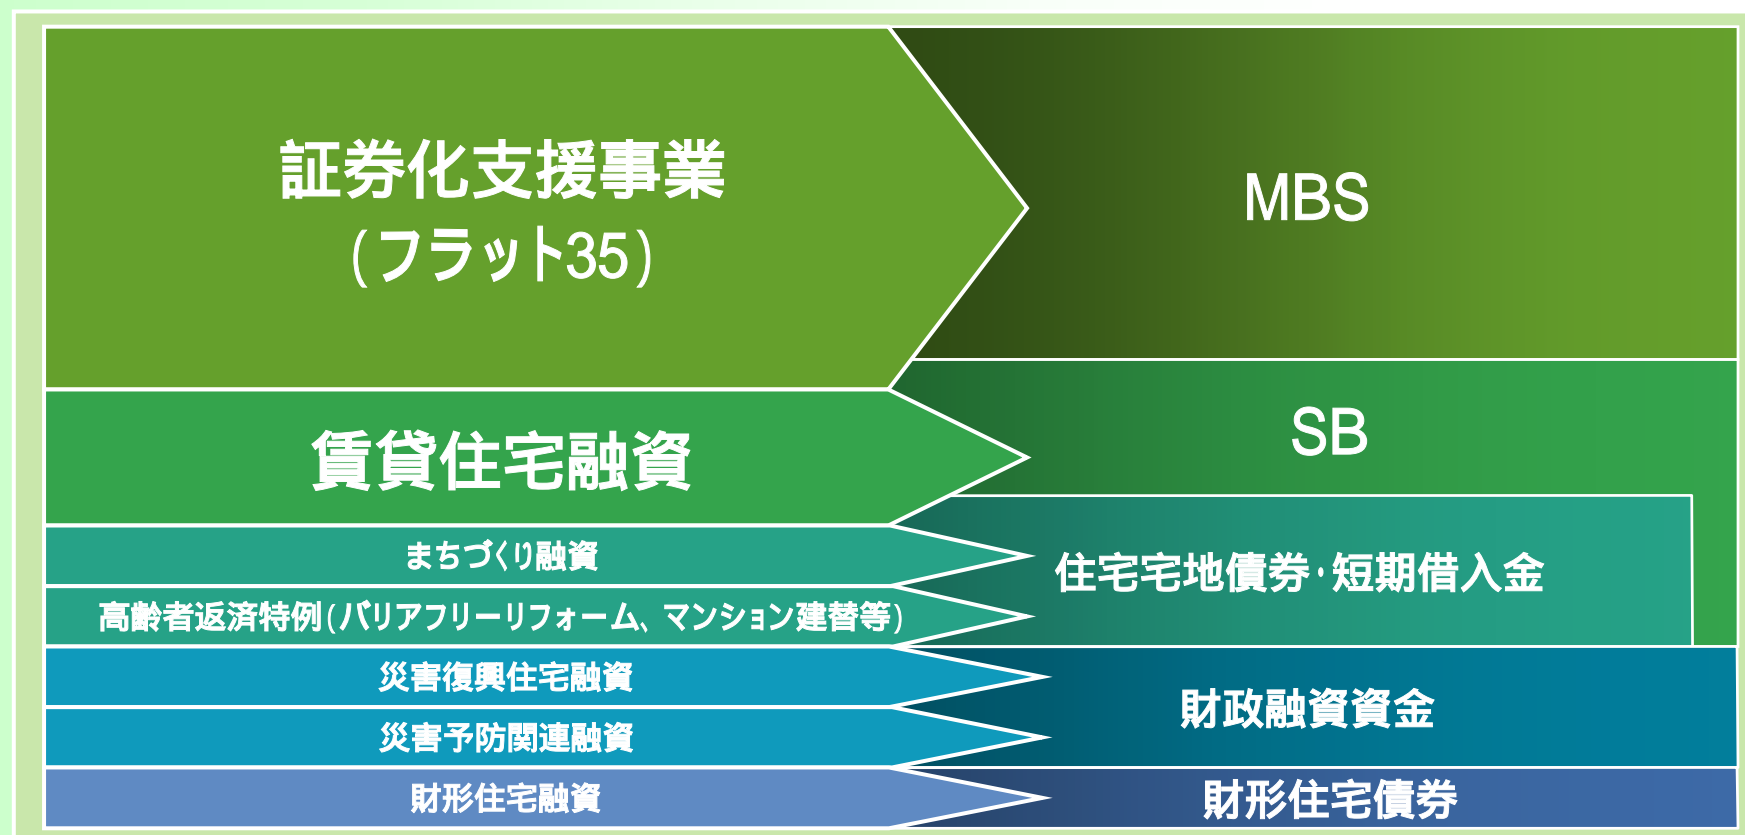 証券化支援事業
(フラット35)
MBS
賃貸住宅融資
SB
まちづくり融資
高齢者返済特例(バリアフリーリフォーム、マンション建替等)
住宅宅地債券・短期借入金
災害復興住宅融資
災害予防関連融資
財政融資資金
財形住宅融資
財形住宅債券